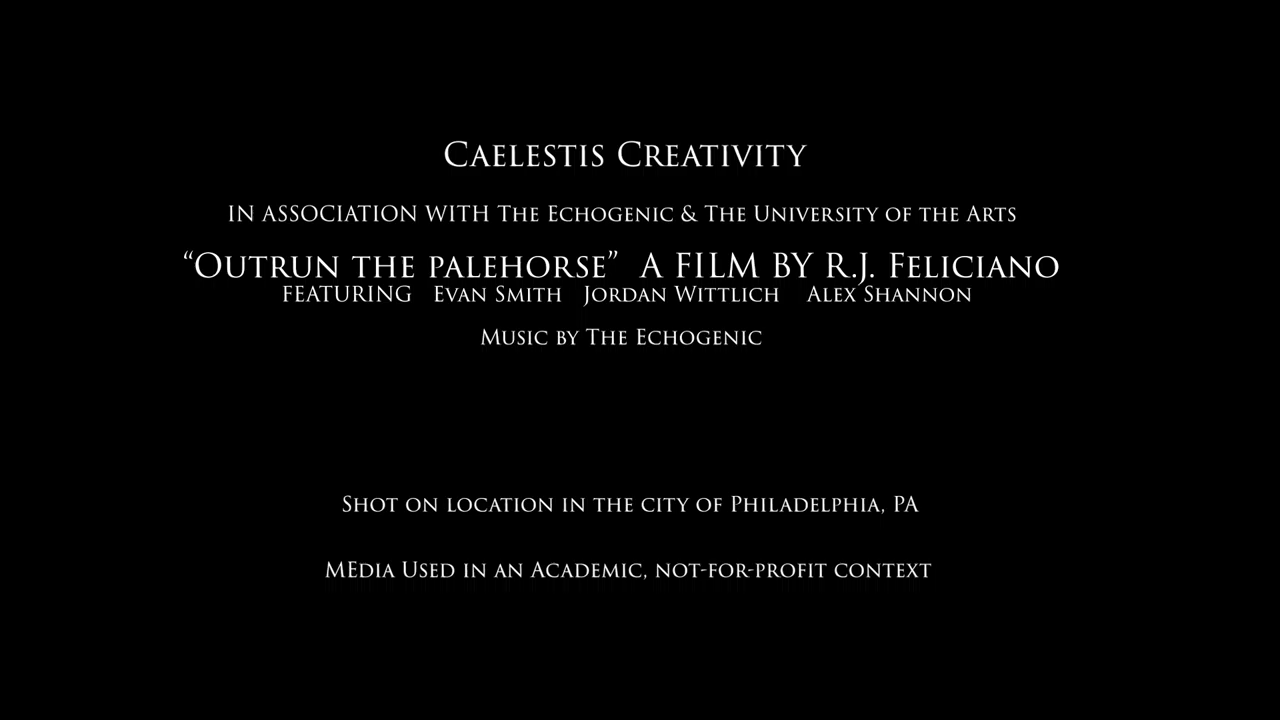 Caelestis Creativity
IN ASSOCIATION WITH The Echogenic & The University of the Arts
“Outrun the palehorse” A FILM BY R.J. Feliciano
FEATURING Evan Smith Jordan Wittlich Alex Shannon
Music by The Echogenic
Shot on location in the city of Philadelphia, PA
MEdia Used in an Academic, not-for-profit context